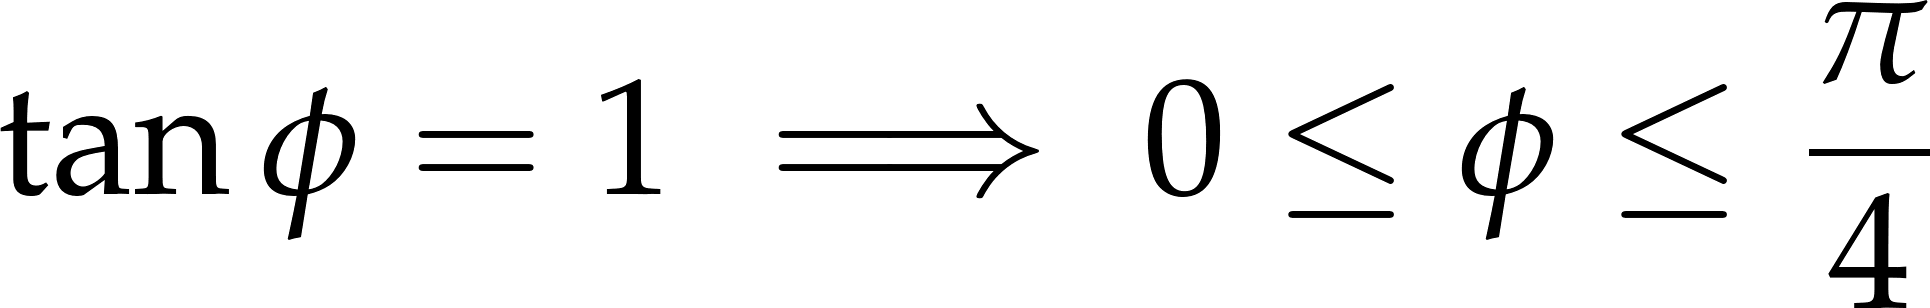 tan ϕ = 1 ⟹ 0 ≤ ϕ ≤ π/4